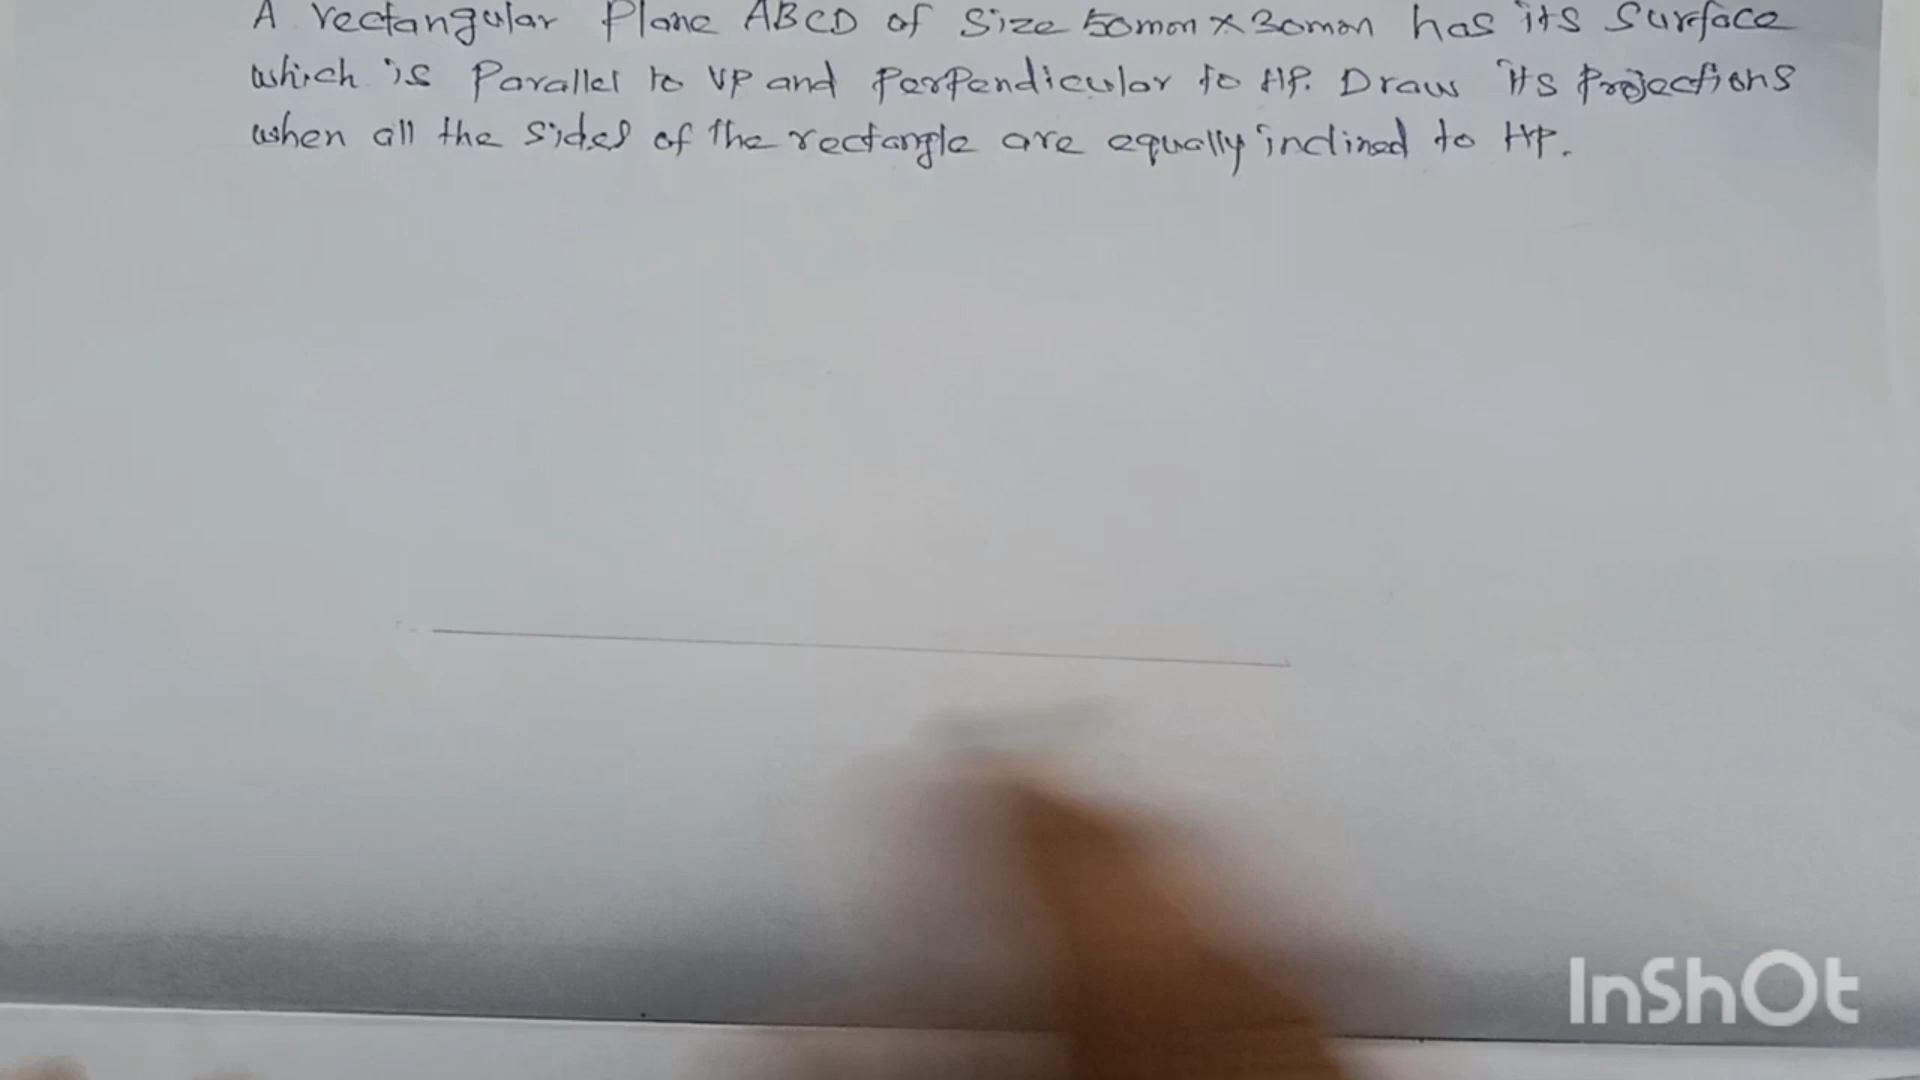 A rectangular Plane ABCD of Size 50mm x 30mm has its Surface
which is Parallel to VP and Perpendicular to HP. Draw its Projections
when all the sides of the rectangle are equally inclined to HP.
InShOt